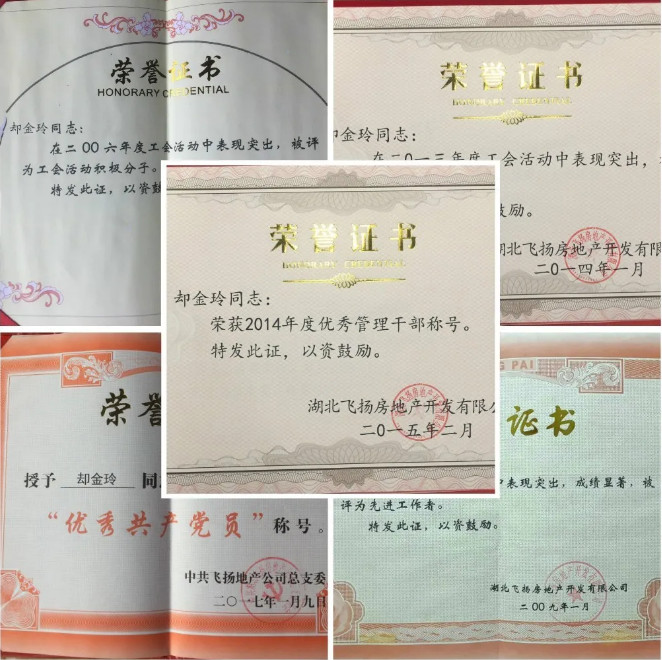 荣誉证书
HONORARY CREDENTIAL
却金玲同志：
在二00六年度工会活动中表现突出，被评
为工会活动积极分子。
特发此证，以资鼓
荣誉证书
却金玲同志：
在二0一三年度工会活动中表现突出，
鼓励。
湖北飞扬房地产开发有限
二0一四年一月
荣誉证书
HONORARY CREDENTIAL
却金玲同志：
荣获2014年度优秀管理干部称号。
特发此证，以资鼓励。
湖北飞扬房地产开发有限公
二0一五年二月
荣誉
授予 却金玲 同
“优秀共产党员”称号。
中共飞扬地产公司总支委
二〇一七年一月九日
PAI
证书
中表现突出，成绩显著，被
评为先进工作者。
特发此证，以资鼓励。
湖北飞扬房地产开发有限公司
二00九年一月